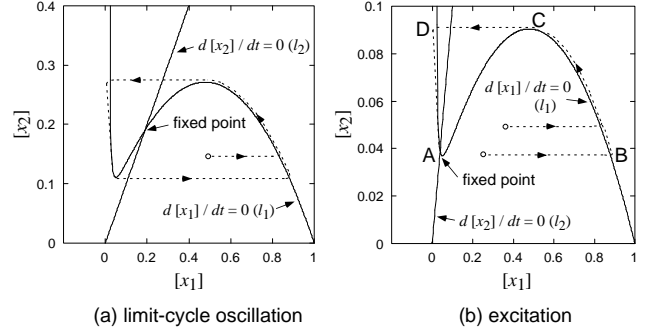 0.4
0.3
0.2
0.1
0
[x2]
0 0.2 0.4 0.6 0.8 1
[x1]
d [x2] / dt = 0 (l2)
fixed point
d [x1] / dt = 0 (l1)
(a) limit-cycle oscillation
0.1
0.08
0.06
0.04
0.02
0
[x2]
0 0.2 0.4 0.6 0.8 1
[x1]
D
C
d [x1] / dt = 0
(l1)
A
B
fixed point
d [x2] / dt = 0 (l2)
(b) excitation